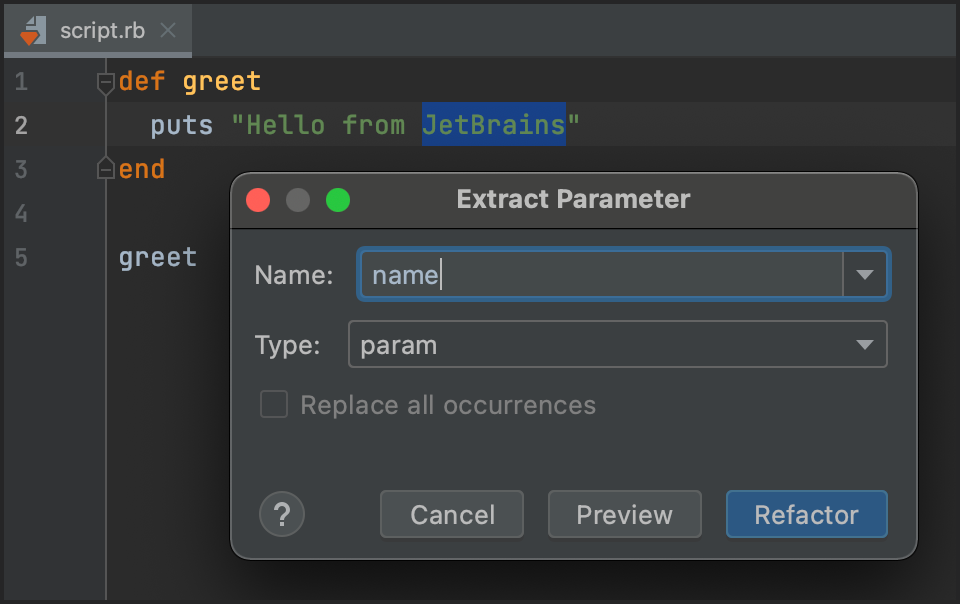 script.rb
1 def greet
2 puts "Hello from JetBrains"
3 end
4
5 greet
Extract Parameter
Name: name
Type: param
Replace all occurrences
? Cancel Preview Refactor